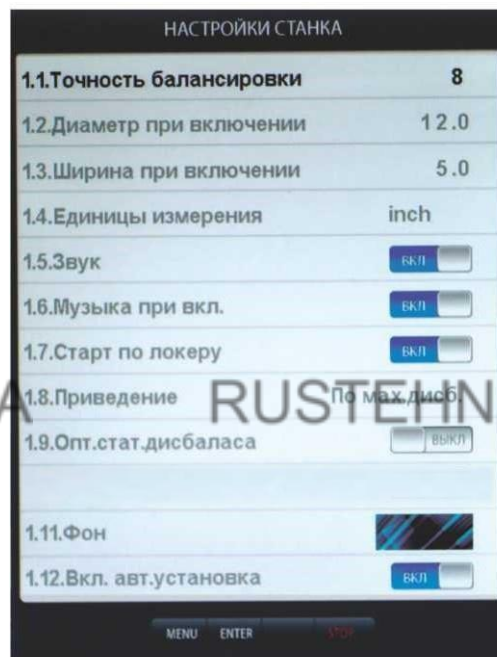 НАСТРОЙКИ СТАНКА
1.1.Точность балансировки 8
1.2.Диаметр при включении 12.0
1.3.Ширина при включении 5.0
1.4.Единицы измерения inch
1.5.Звук ВКЛ
1.6.Музыка при вкл. ВКЛ
1.7.Старт по локеру ВКЛ
А RUSTEHN
1.8.Приведение По мах.дисб.
1.9.Опт.стат.дисбаласа ВЫКЛ
1.11.Фон
1.12.Вкл. авт.установка ВКЛ
MENU ENTER STOP